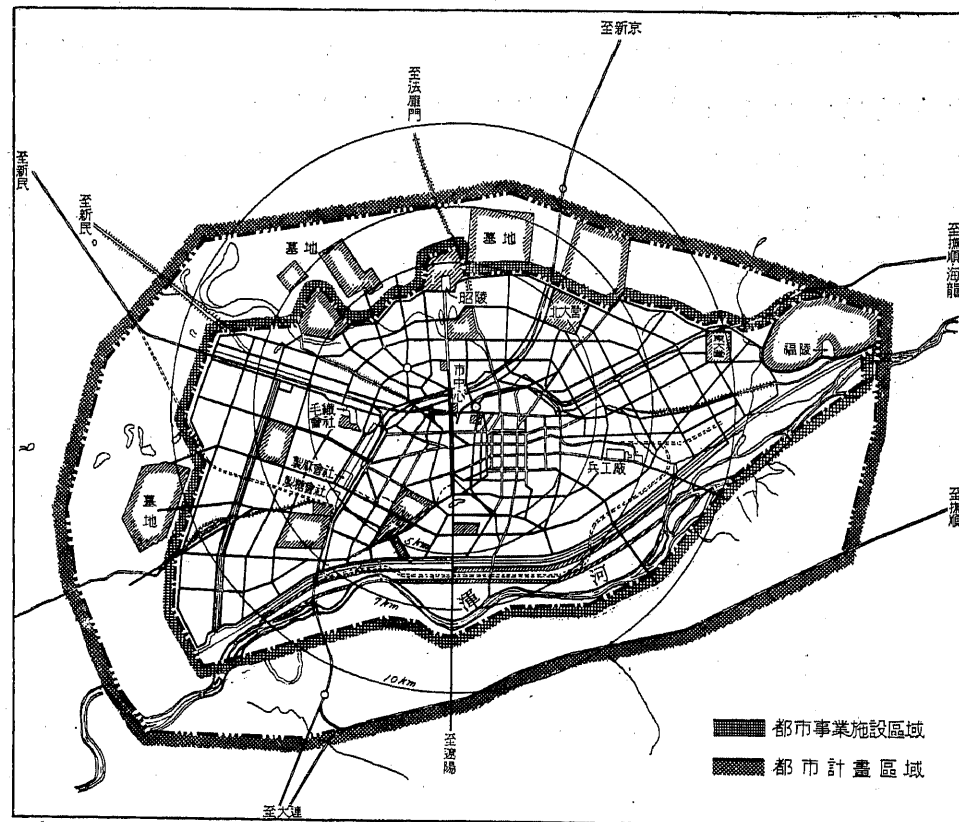 至新京
至法庫門
至新民
至新民
至撫順海龍
墓地
墓地
昭陵
北大營
東大營
福陵
市中心
毛織會社
製麻會社
製糖會社
兵工廠
墓地
至撫順
5km
渾河
7km
10km
至遼陽
都市事業施設區域
都市計畫區域
至大連